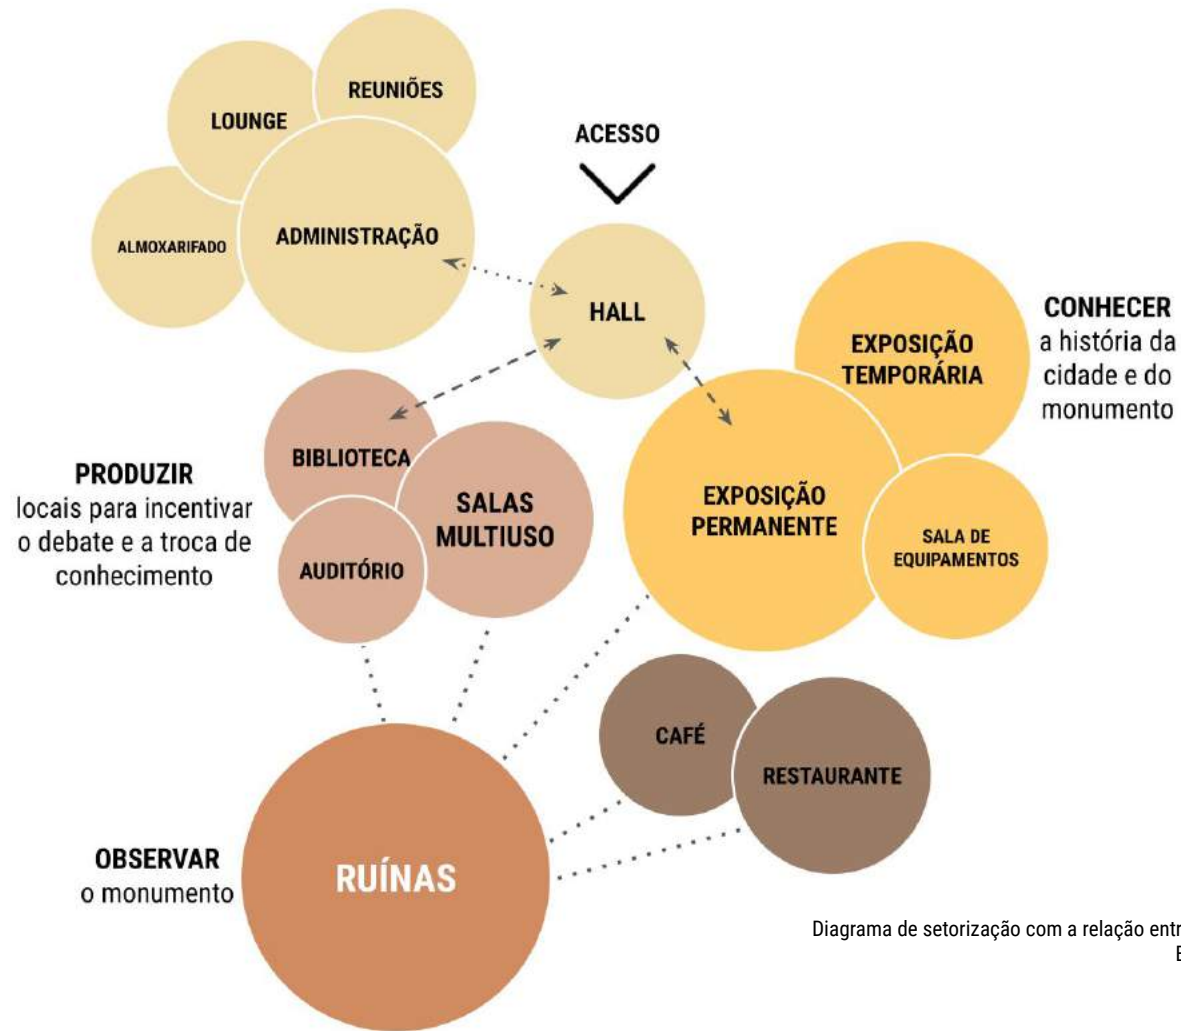 REUNIÕES
LOUNGE
ALMOXARIFADO
ADMINISTRAÇÃO
ACESSO
HALL
EXPOSIÇÃO
TEMPORÁRIA
CONHECER
a história da
cidade e do
monumento
BIBLIOTECA
SALAS
MULTIUSO
AUDITÓRIO
PRODUZIR
locais para incentivar
o debate e a troca de
conhecimento
EXPOSIÇÃO
PERMANENTE
SALA DE
EQUIPAMENTOS
CAFÉ
RESTAURANTE
OBSERVAR
o monumento
RUÍNAS
Diagrama de setorização com a relação